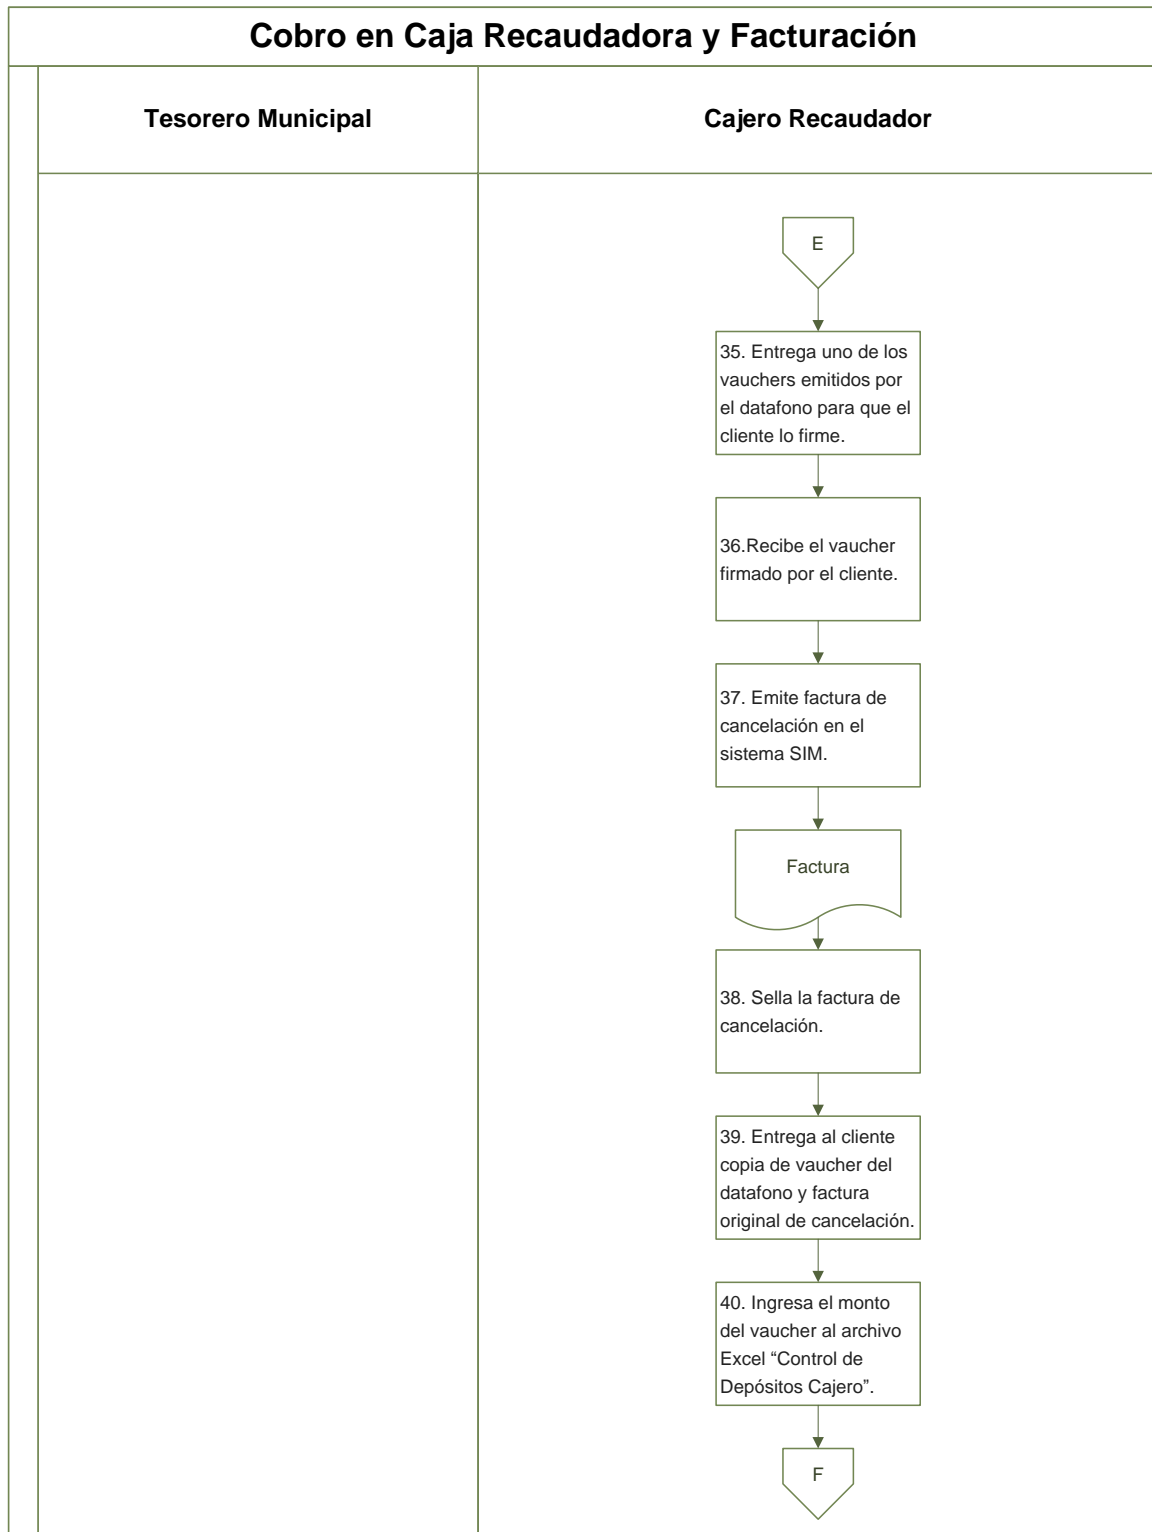 Cobro en Caja Recaudadora y Facturación
Tesorero Municipal
Cajero Recaudador
E
35. Entrega uno de los
vauchers emitidos por
el datafono para que el
cliente lo firme.
36.Recibe el vaucher
firmado por el cliente.
37. Emite factura de
cancelación en el
sistema SIM.
Factura
38. Sella la factura de
cancelación.
39. Entrega al cliente
copia de vaucher del
datafono y factura
original de cancelación.
40. Ingresa el monto
del vaucher al archivo
Excel “Control de
Depósitos Cajero”.
F